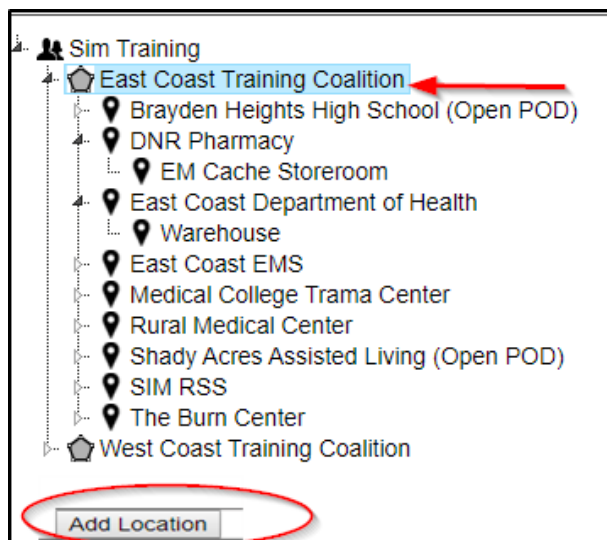 Sim Training
East Coast Training Coalition
Brayden Heights High School (Open POD)
DNR Pharmacy
EM Cache Storeroom
East Coast Department of Health
Warehouse
East Coast EMS
Medical College Trama Center
Rural Medical Center
Shady Acres Assisted Living (Open POD)
SIM RSS
The Burn Center
West Coast Training Coalition
Add Location